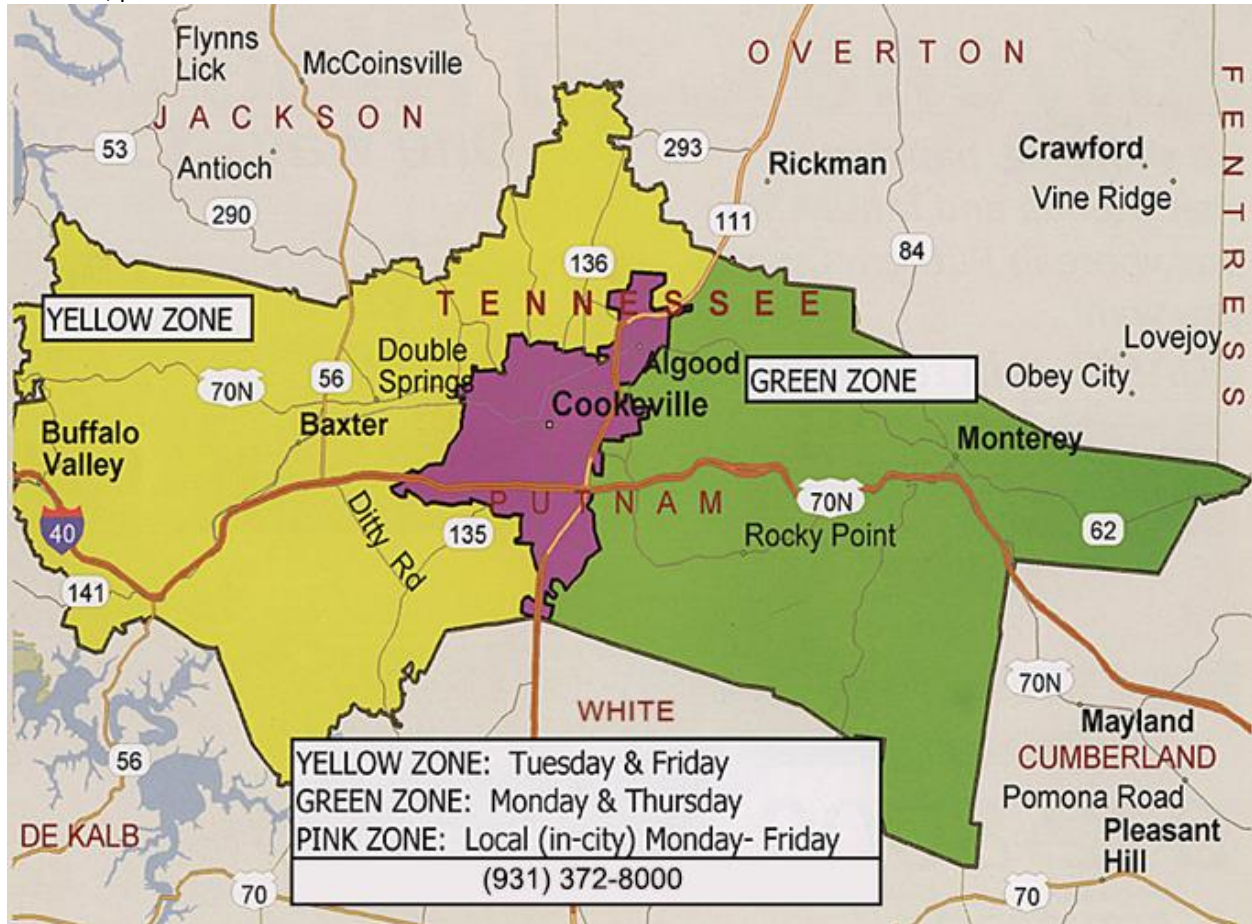 Flynns
Lick
McCoinsville
OVERTON
JACKSON
FENTRESS
53
293
Antioch
Rickman
Crawford
Vine Ridge
290
111
136
84
TENNESSEE
YELLOW ZONE
Double
Springs
Lovejoy
70N
56
Algood
GREEN ZONE
Obey City
Cookeville
Buffalo
Valley
Baxter
Monterey
PUTNAM
70N
40
Ditty Rd
135
Rocky Point
62
141
70N
WHITE
Mayland
CUMBERLAND
56
Pomona Road
Pleasant
Hill
DE KALB
YELLOW ZONE: Tuesday & Friday
GREEN ZONE: Monday & Thursday
PINK ZONE: Local (in-city) Monday- Friday
(931) 372-8000
70
70